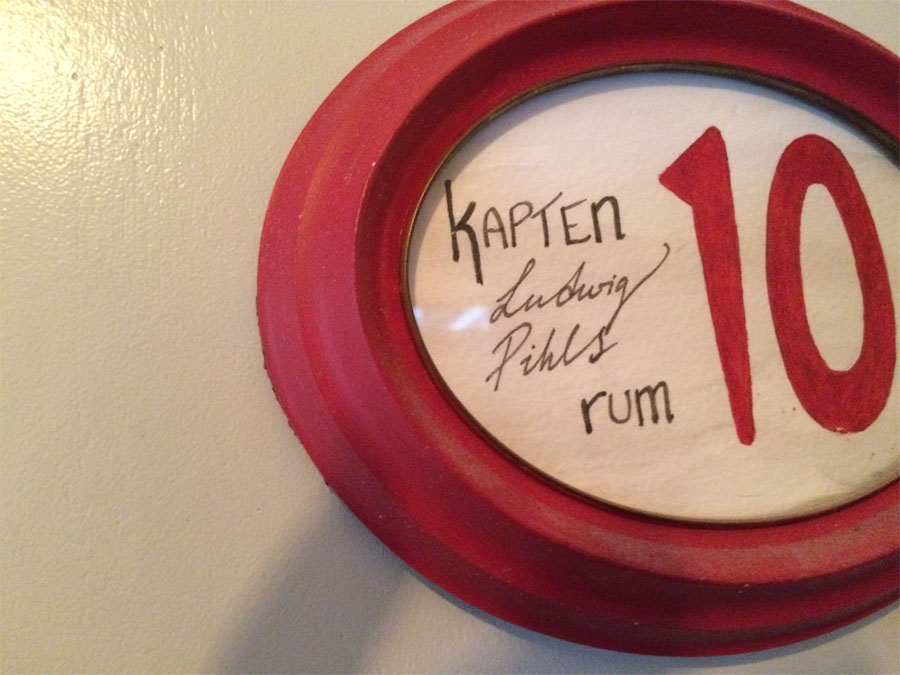 KAPTEN
Ludwig
Pihls
rum
10